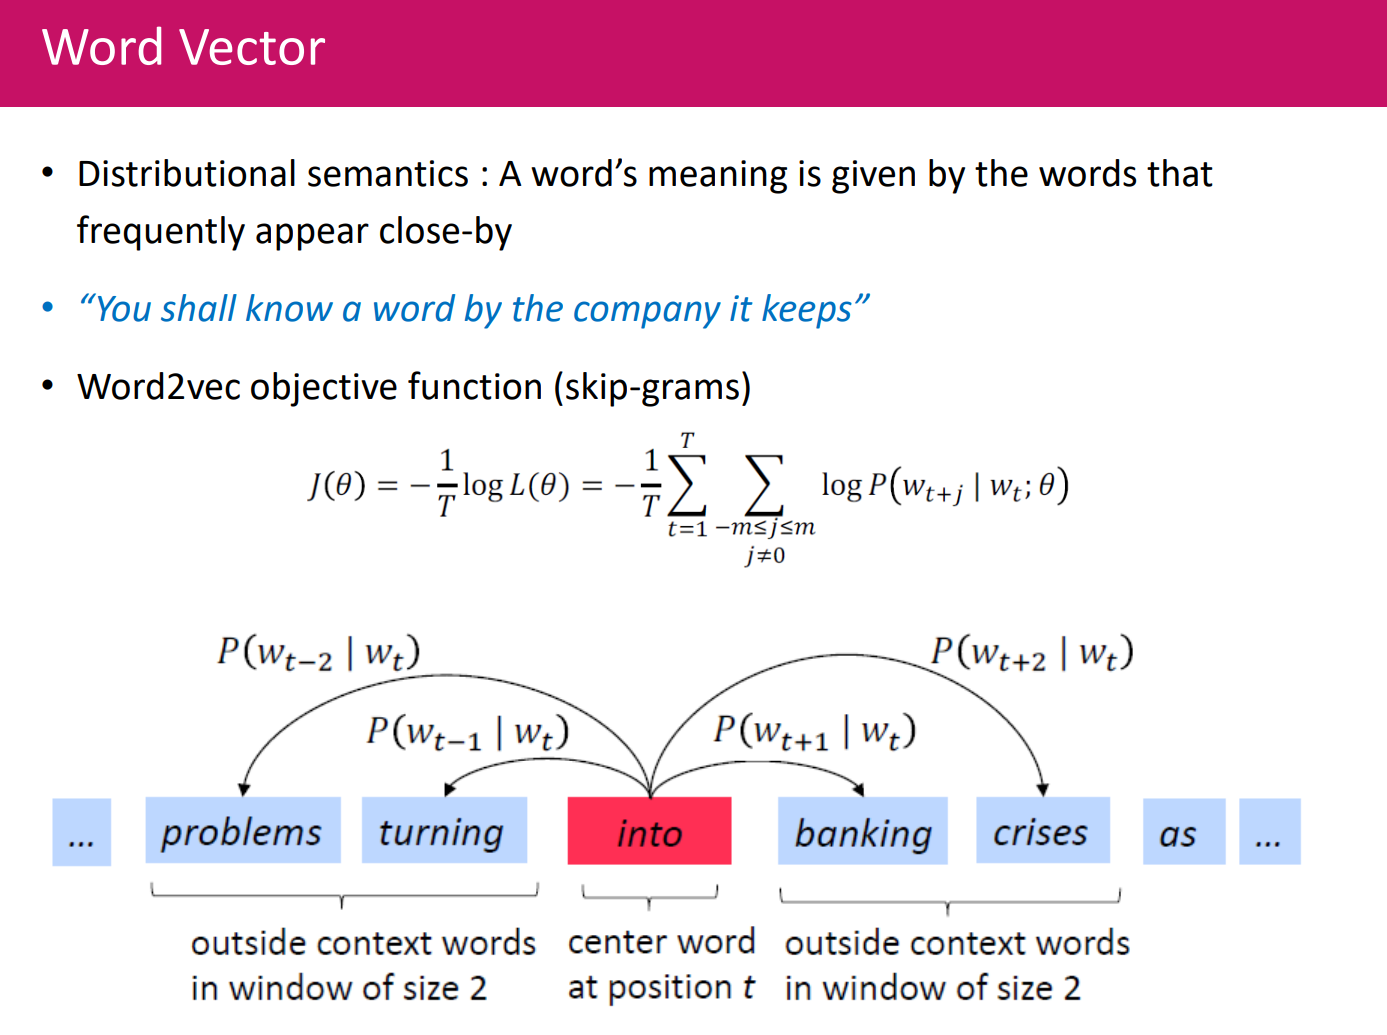 Word Vector
• Distributional semantics : A word’s meaning is given by the words that
frequently appear close-by
• “You shall know a word by the company it keeps”
• Word2vec objective function (skip-grams)
J(θ) = −1/T log L(θ) = −1/T ∑_{t=1}^{T} ∑_{−m≤j≤m, j≠0} log P(w_{t+j} | w_t; θ)
P(w_{t−2} | w_t) P(w_{t+2} | w_t)
P(w_{t−1} | w_t) P(w_{t+1} | w_t)
... problems turning into banking crises as ...
outside context words center word outside context words
in window of size 2 at position t in window of size 2